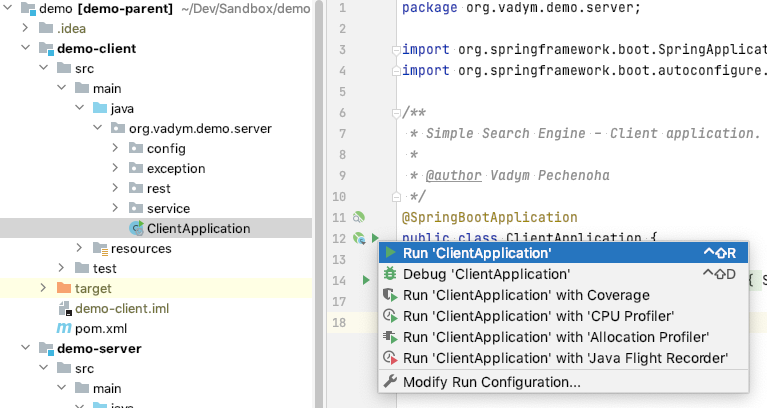 demo [demo-parent] ~/Dev/Sandbox/demo
.idea
demo-client
src
main
java
org.vadym.demo.server
config
exception
rest
service
ClientApplication
resources
test
target
demo-client.iml
pom.xml
demo-server
src
main
java
1 package org.vadym.demo.server;
2
3 import org.springframework.boot.SpringApplicat
4 import org.springframework.boot.autoconfigure.
5
6 /**
7 * Simple Search Engine – Client application.
8 *
9 * @author Vadym Pechenoha
10 */
11 @SpringBootApplication
12 public class ClientApplication {
13
14 { S
17
18
Run 'ClientApplication' ^⇧R
Debug 'ClientApplication' ^⇧D
Run 'ClientApplication' with Coverage
Run 'ClientApplication' with 'CPU Profiler'
Run 'ClientApplication' with 'Allocation Profiler'
Run 'ClientApplication' with 'Java Flight Recorder'
Modify Run Configuration...